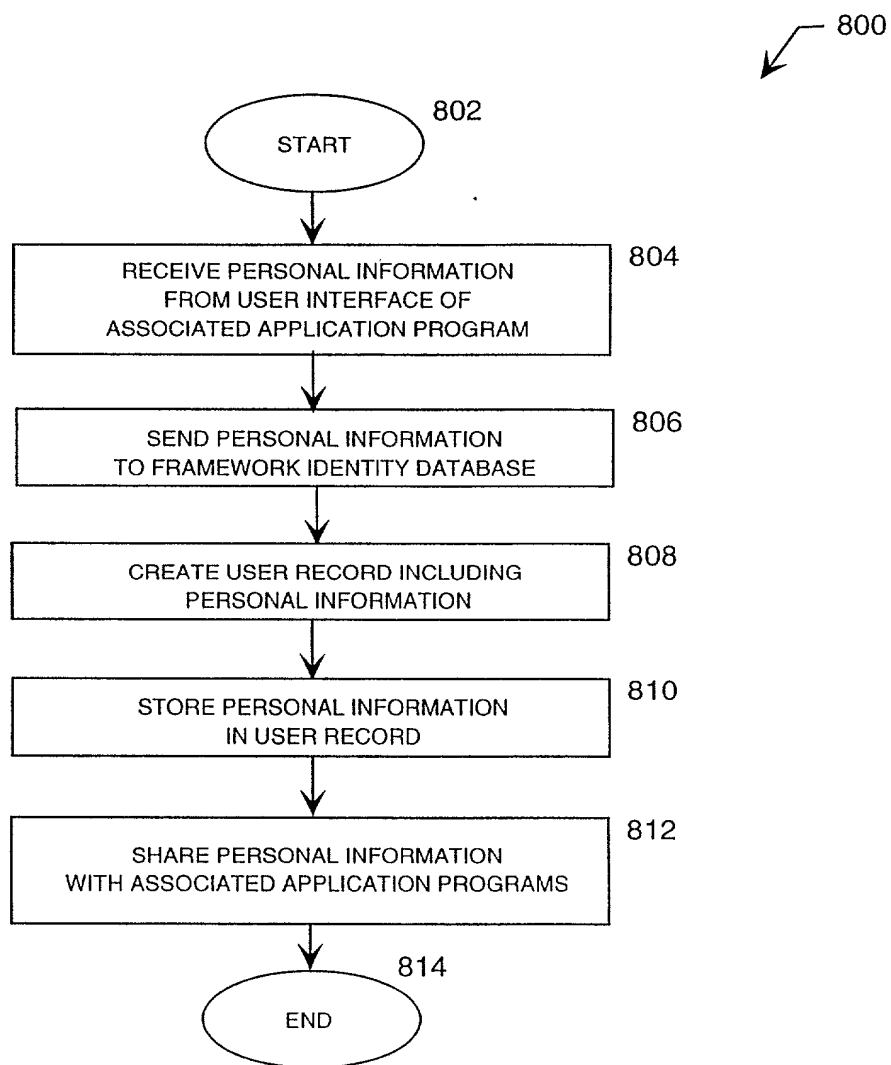 800
802
START
804
RECEIVE PERSONAL INFORMATION
FROM USER INTERFACE OF
ASSOCIATED APPLICATION PROGRAM
806
SEND PERSONAL INFORMATION
TO FRAMEWORK IDENTITY DATABASE
808
CREATE USER RECORD INCLUDING
PERSONAL INFORMATION
810
STORE PERSONAL INFORMATION
IN USER RECORD
812
SHARE PERSONAL INFORMATION
WITH ASSOCIATED APPLICATION PROGRAMS
814
END